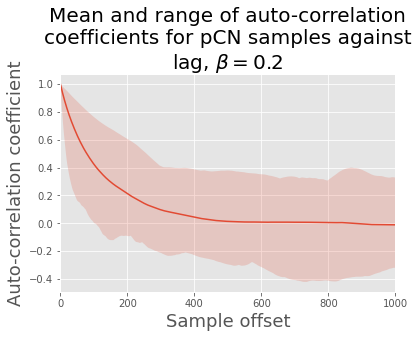 Mean and range of auto-correlation
coefficients for pCN samples against
lag, β = 0.2
Auto-correlation coefficient
1.0
0.8
0.6
0.4
0.2
0.0
−0.2
−0.4
0
200
400
600
800
1000
Sample offset